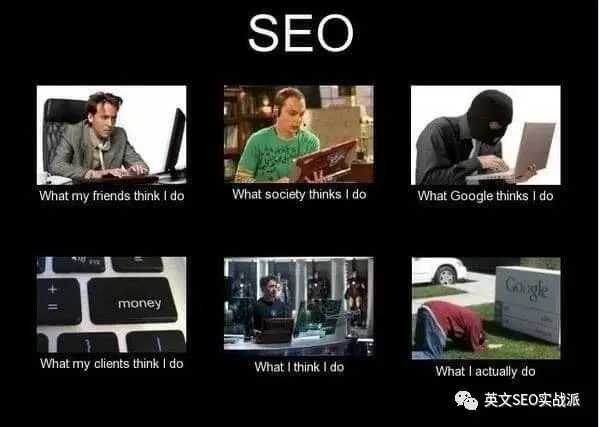 SEO
What my friends think I do
What society thinks I do
What Google thinks I do
money
What my clients think I do
What I think I do
Google
What I actually do
英文SEO实战派